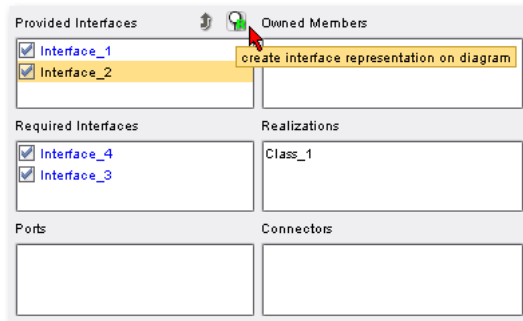 Provided Interfaces Owned Members
Interface_1
create interface representation on diagram
Interface_2
Required Interfaces Realizations
Interface_4 Class_1
Interface_3
Ports Connectors